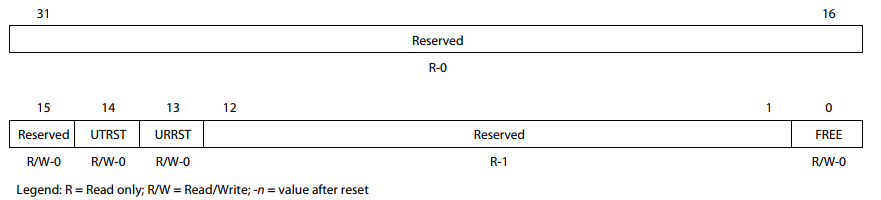 31 16
Reserved
R-0
15 14 13 12 1 0
Reserved UTRST URRST Reserved FREE
R/W-0 R/W-0 R/W-0 R-1 R/W-0
Legend: R = Read only; R/W = Read/Write; -n = value after reset